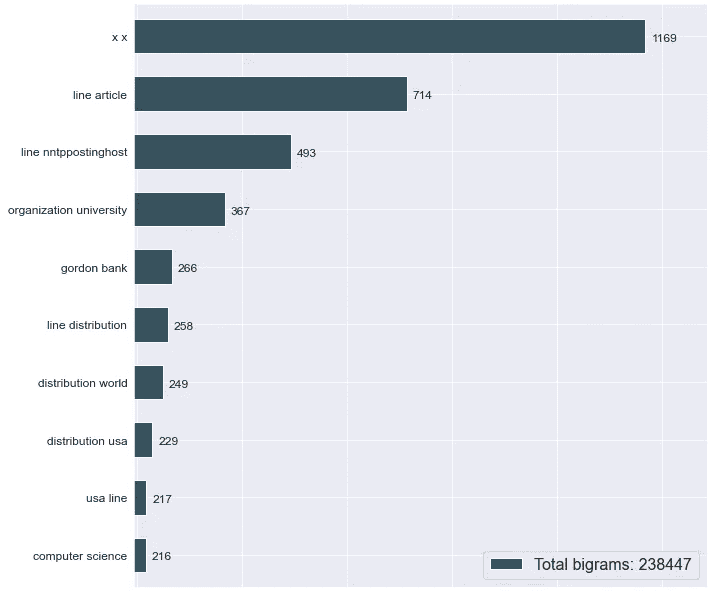 x x 1169
line article 714
line nntppostinghost 493
organization university 367
gordon bank 266
line distribution 258
distribution world 249
distribution usa 229
usa line 217
computer science 216
Total bigrams: 238447